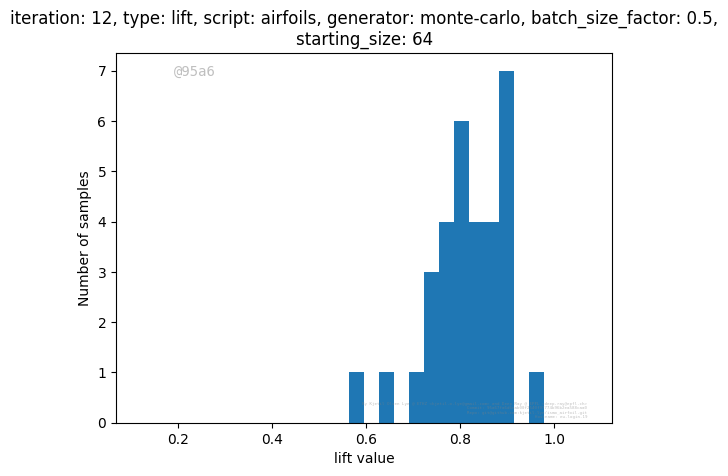 iteration: 12, type: lift, script: airfoils, generator: monte-carlo, batch_size_factor: 0.5,
starting_size: 64
@95a6
7
6
5
4
3
2
1
0
Number of samples
0.2 0.4 0.6 0.8 1.0
lift value